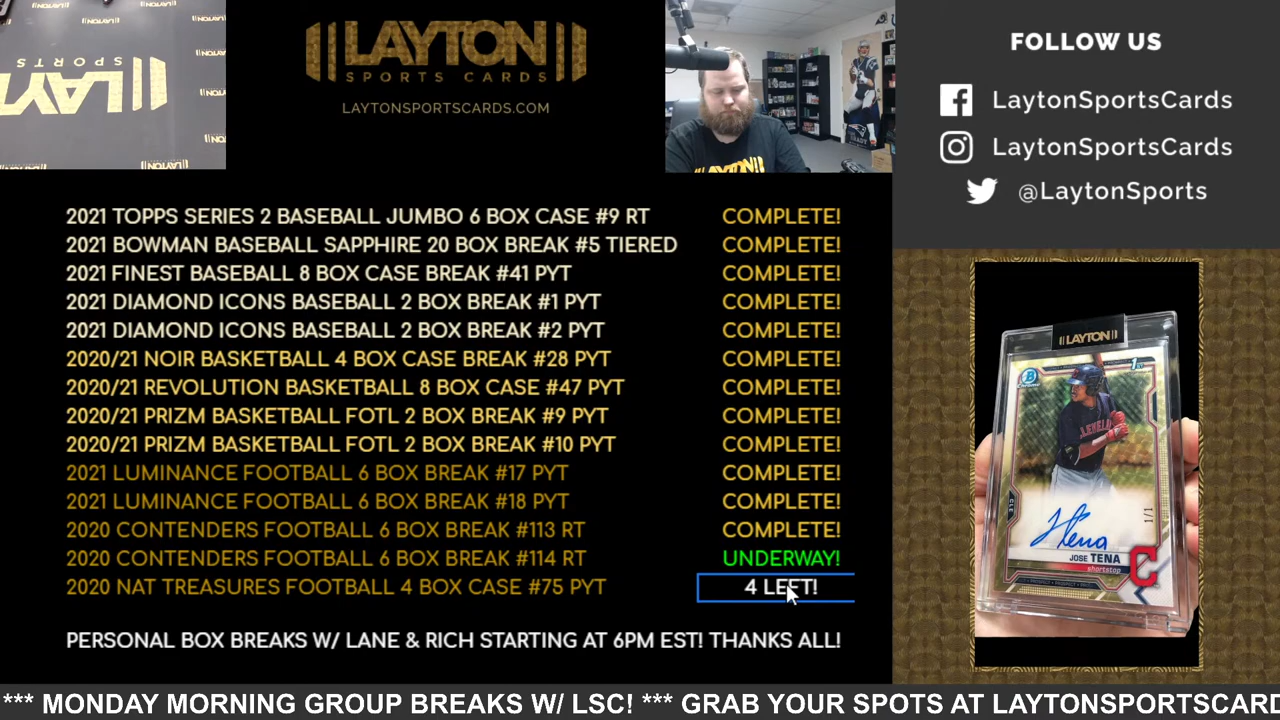 LAYTON
SPORTS CARDS
LAYTONSPORTSCARDS.COM
FOLLOW US
LaytonSportsCards
LaytonSportsCards
@LaytonSports
2021 TOPPS SERIES 2 BASEBALL JUMBO 6 BOX CASE #9 RT COMPLETE!
2021 BOWMAN BASEBALL SAPPHIRE 20 BOX BREAK #5 TIERED COMPLETE!
2021 FINEST BASEBALL 8 BOX CASE BREAK #41 PYT COMPLETE!
2021 DIAMOND ICONS BASEBALL 2 BOX BREAK #1 PYT COMPLETE!
2021 DIAMOND ICONS BASEBALL 2 BOX BREAK #2 PYT COMPLETE!
2020/21 NOIR BASKETBALL 4 BOX CASE BREAK #28 PYT COMPLETE!
2020/21 REVOLUTION BASKETBALL 8 BOX CASE #47 PYT COMPLETE!
2020/21 PRIZM BASKETBALL FOTL 2 BOX BREAK #9 PYT COMPLETE!
2020/21 PRIZM BASKETBALL FOTL 2 BOX BREAK #10 PYT COMPLETE!
2021 LUMINANCE FOOTBALL 6 BOX BREAK #17 PYT COMPLETE!
2021 LUMINANCE FOOTBALL 6 BOX BREAK #18 PYT COMPLETE!
2020 CONTENDERS FOOTBALL 6 BOX BREAK #113 RT COMPLETE!
2020 CONTENDERS FOOTBALL 6 BOX BREAK #114 RT UNDERWAY!
2020 NAT TREASURES FOOTBALL 4 BOX CASE #75 PYT 4 LEFT!
PERSONAL BOX BREAKS W/ LANE & RICH STARTING AT 6PM EST! THANKS ALL!
LAYTON
1st
CLEVELAND
CLE
1/1
JOSE TENA
shortstop
*** MONDAY MORNING GROUP BREAKS W/ LSC! *** GRAB YOUR SPOTS AT LAYTONSPORTSCARD